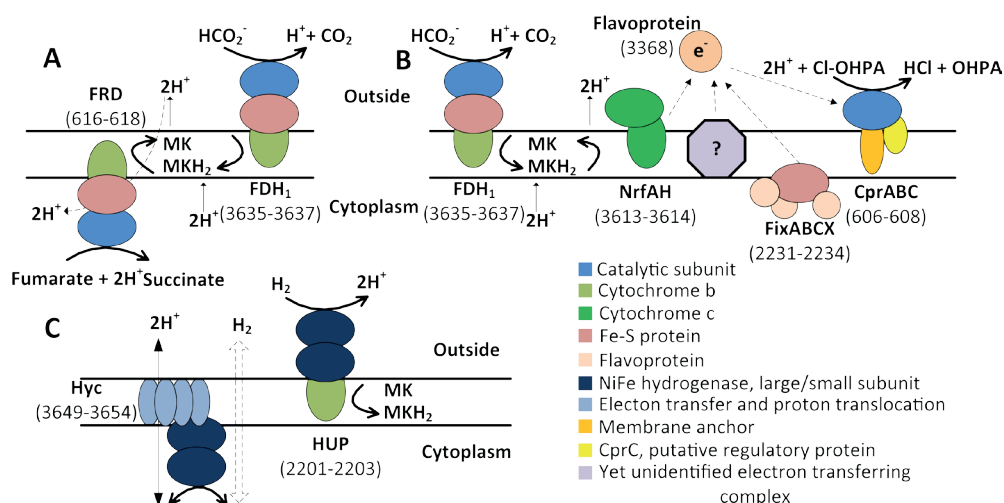 A
HCO₂⁻
H⁺ + CO₂
FRD
(616-618)
2H⁺
Outside
MK
MKH₂
2H⁺
2H⁺
FDH₁
(3635-3637)
Cytoplasm
Fumarate + 2H⁺
Succinate
B
HCO₂⁻
H⁺ + CO₂
Flavoprotein
(3368)
e⁻
2H⁺ + Cl-OHPA
HCl + OHPA
2H⁺
MK
MKH₂
?
FDH₁
(3635-3637)
2H⁺
NrfAH
(3613-3614)
FixABCX
(2231-2234)
CprABC
(606-608)
C
2H⁺
H₂
H₂
2H⁺
Hyc
(3649-3654)
Outside
MK
MKH₂
HUP
(2201-2203)
Cytoplasm
Catalytic subunit
Cytochrome b
Cytochrome c
Fe-S protein
Flavoprotein
NiFe hydrogenase, large/small subunit
Electon transfer and proton translocation
Membrane anchor
CprC, putative regulatory protein
Yet unidentified electron transferring
complex